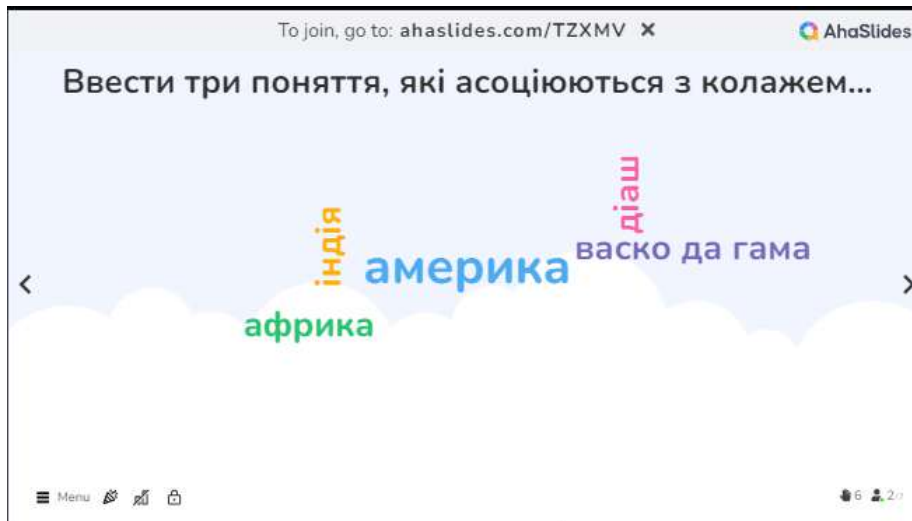 To join, go to: ahaslides.com/TZXMV ✕
AhaSlides
Ввести три поняття, які асоціюються з колажем...
діаш
індія
васко да гама
америка
африка
Menu
6 2/7